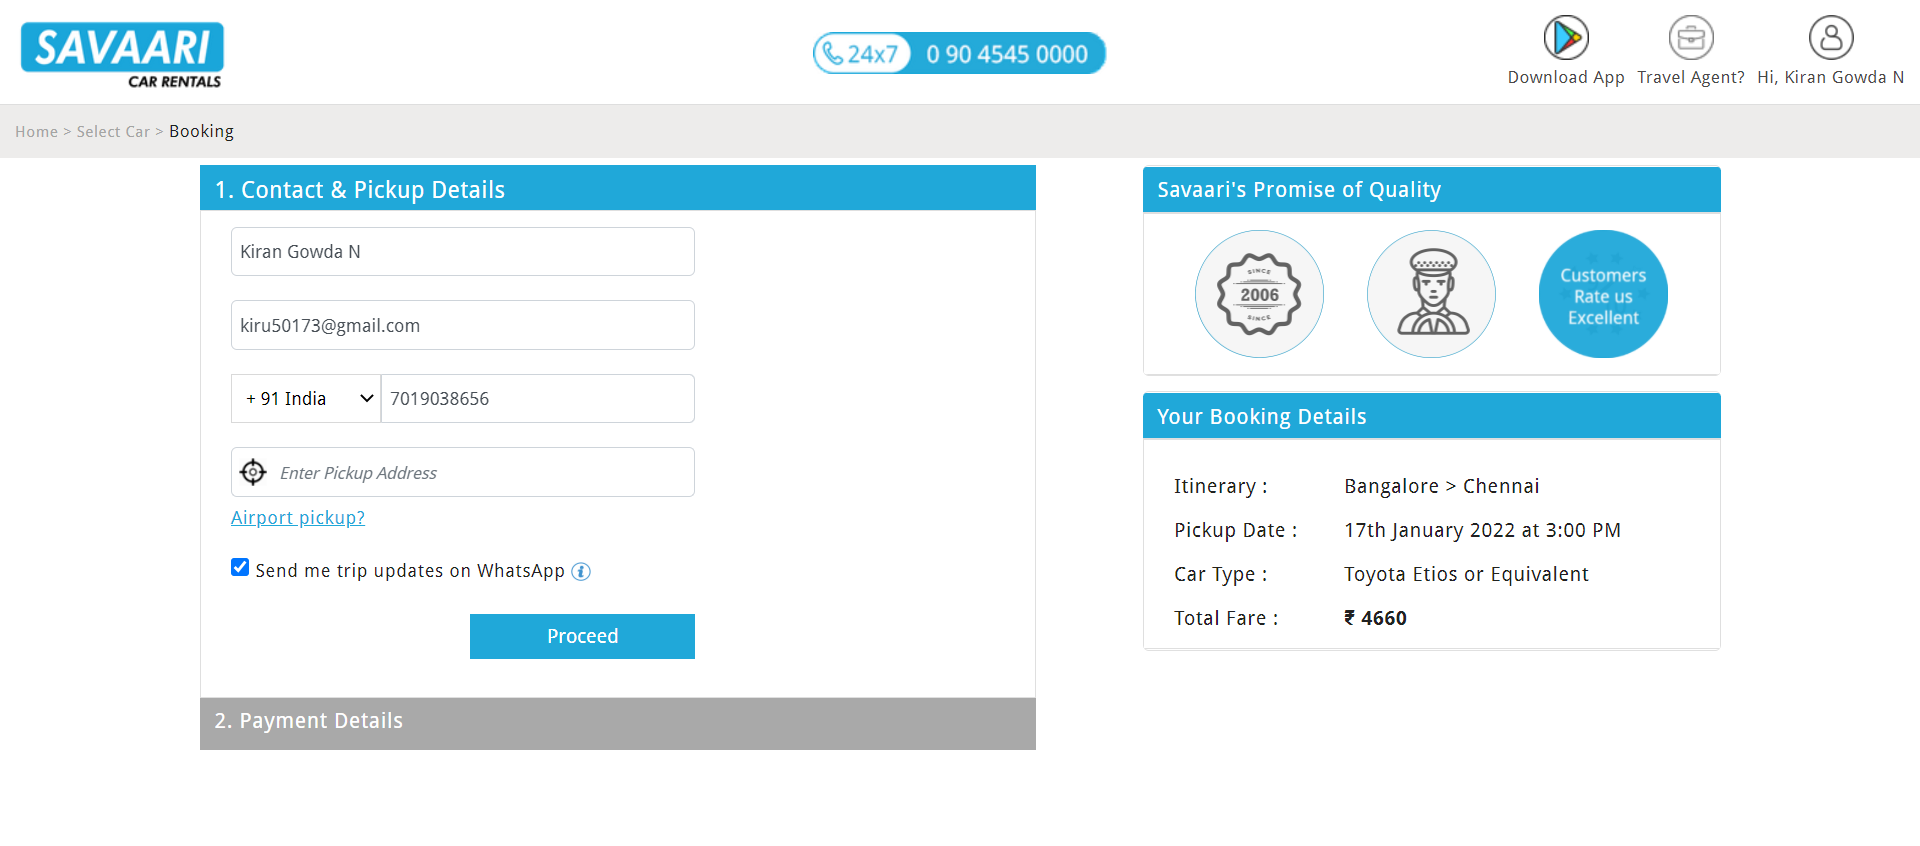 SAVAARI
CAR RENTALS
24x7 0 90 4545 0000
Download App
Travel Agent?
Hi, Kiran Gowda N
Home > Select Car > Booking
1. Contact & Pickup Details
Kiran Gowda N
kiru50173@gmail.com
+ 91 India
7019038656
Enter Pickup Address
Airport pickup?
Send me trip updates on WhatsApp i
Proceed
2. Payment Details
Savaari's Promise of Quality
SINCE
2006
SINCE
Customers
Rate us
Excellent
Your Booking Details
Itinerary : Bangalore > Chennai
Pickup Date : 17th January 2022 at 3:00 PM
Car Type : Toyota Etios or Equivalent
Total Fare : ₹ 4660